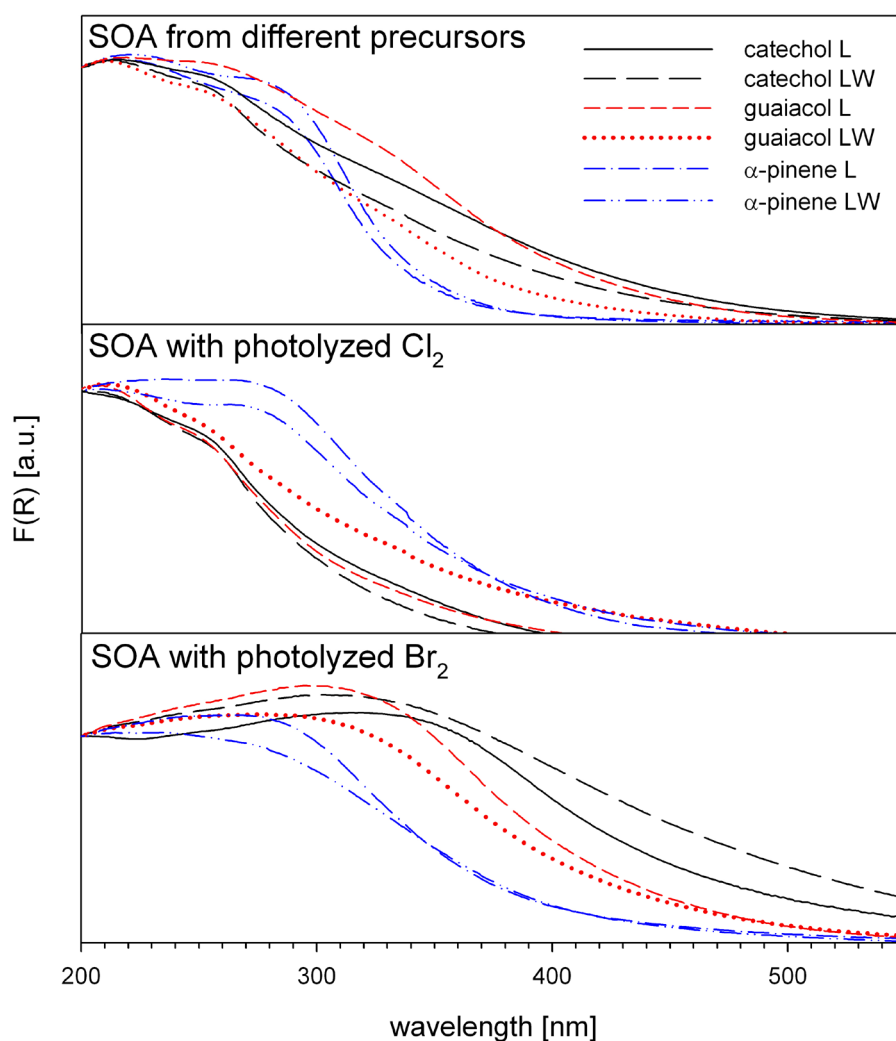 SOA from different precursors
catechol L
catechol LW
guaiacol L
guaiacol LW
α-pinene L
α-pinene LW
SOA with photolyzed Cl₂
F(R) [a.u.]
SOA with photolyzed Br₂
200 300 400 500
wavelength [nm]